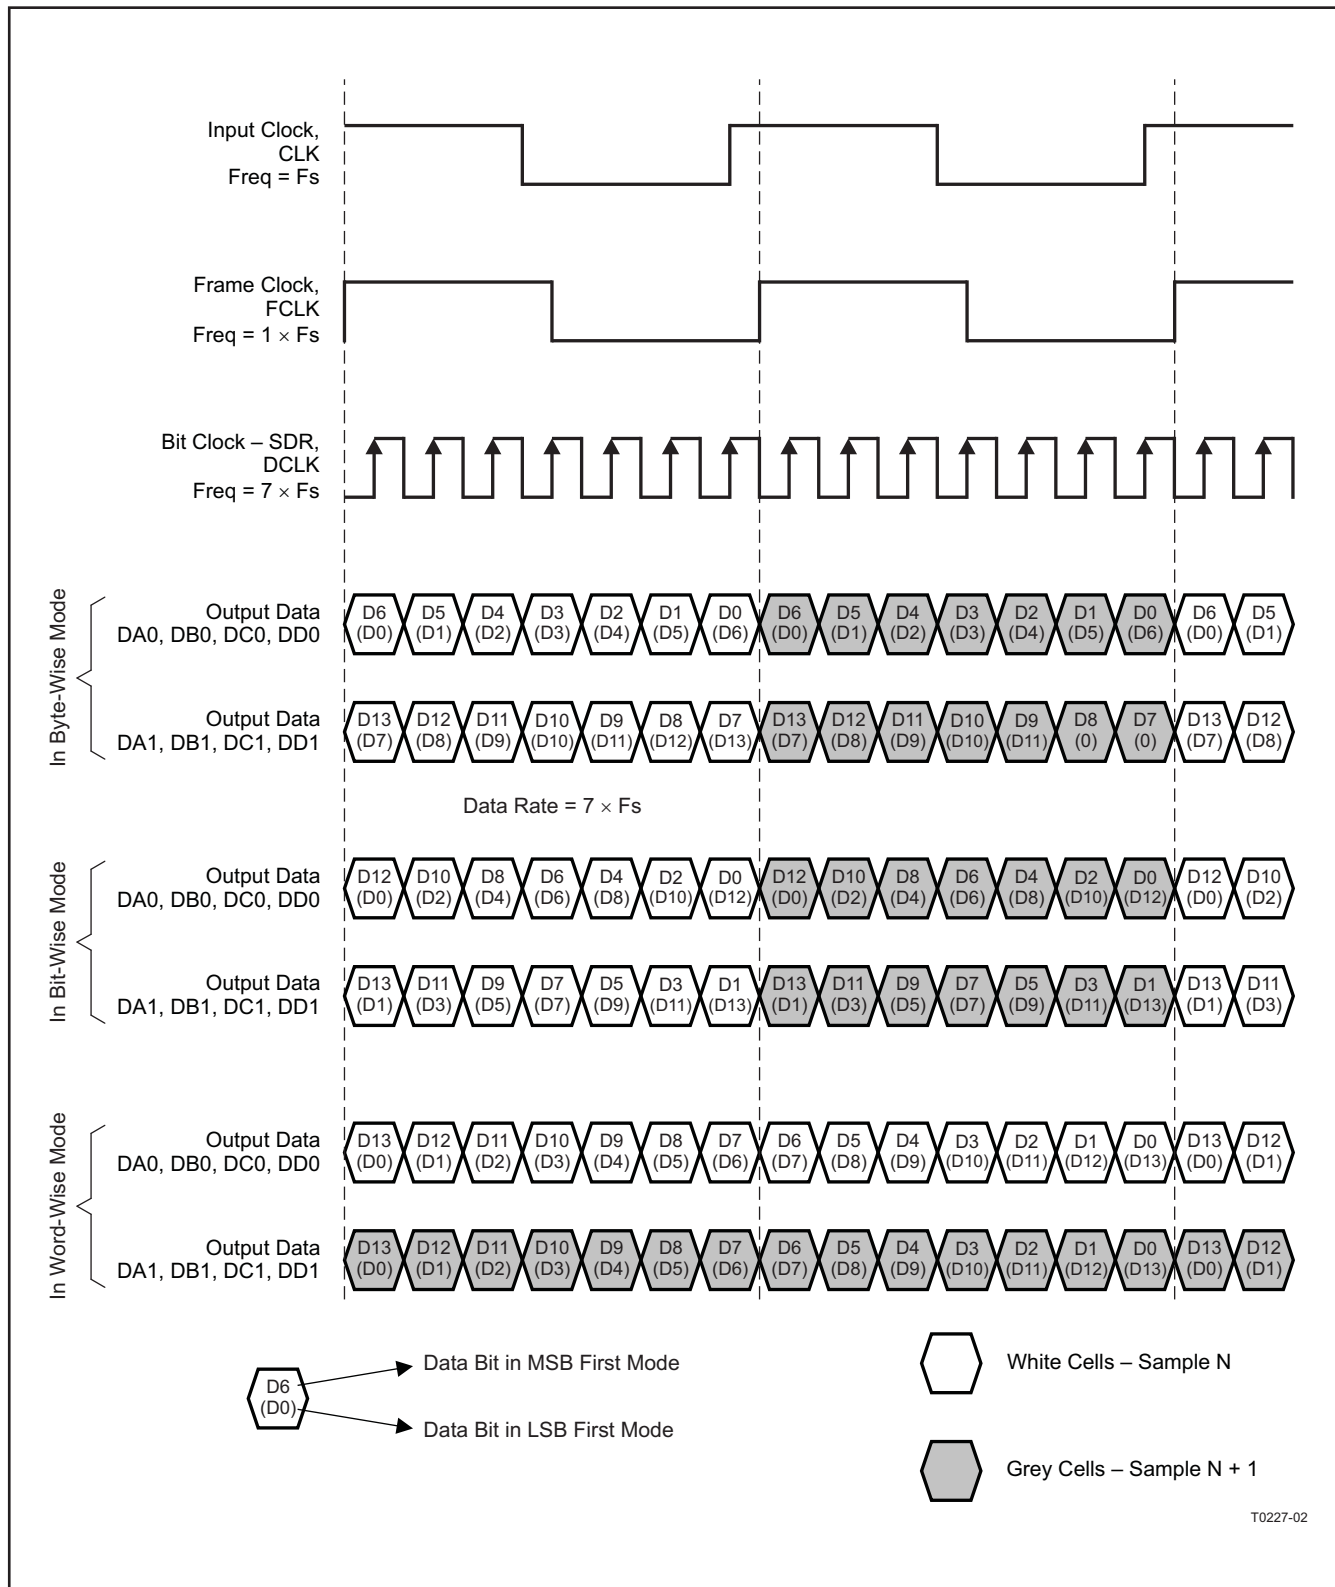 Input Clock,
CLK
Freq = Fs
Frame Clock,
FCLK
Freq = 1 × Fs
Bit Clock – SDR,
DCLK
Freq = 7 × Fs
In Byte-Wise Mode
Output Data
DA0, DB0, DC0, DD0
D6 D5 D4 D3 D2 D1 D0 D6 D5 D4 D3 D2 D1 D0 D6 D5
(D0) (D1) (D2) (D3) (D4) (D5) (D6) (D0) (D1) (D2) (D3) (D4) (D5) (D6) (D0) (D1)
Output Data
DA1, DB1, DC1, DD1
D13 D12 D11 D10 D9 D8 D7 D13 D12 D11 D10 D9 D8 D7 D13 D12
(D7) (D8) (D9) (D10) (D11) (D12) (D13) (D7) (D8) (D9) (D10) (D11) (0) (0) (D7) (D8)
Data Rate = 7 × Fs
In Bit-Wise Mode
Output Data
DA0, DB0, DC0, DD0
D12 D10 D8 D6 D4 D2 D0 D12 D10 D8 D6 D4 D2 D0 D12 D10
(D0) (D2) (D4) (D6) (D8) (D10) (D12) (D0) (D2) (D4) (D6) (D8) (D10) (D12) (D0) (D2)
Output Data
DA1, DB1, DC1, DD1
D13 D11 D9 D7 D5 D3 D1 D13 D11 D9 D7 D5 D3 D1 D13 D11
(D1) (D3) (D5) (D7) (D9) (D11) (D13) (D1) (D3) (D5) (D7) (D9) (D11) (D13) (D1) (D3)
In Word-Wise Mode
Output Data
DA0, DB0, DC0, DD0
D13 D12 D11 D10 D9 D8 D7 D6 D5 D4 D3 D2 D1 D0 D13 D12
(D0) (D1) (D2) (D3) (D4) (D5) (D6) (D7) (D8) (D9) (D10) (D11) (D12) (D13) (D0) (D1)
Output Data
DA1, DB1, DC1, DD1
D13 D12 D11 D10 D9 D8 D7 D6 D5 D4 D3 D2 D1 D0 D13 D12
(D0) (D1) (D2) (D3) (D4) (D5) (D6) (D7) (D8) (D9) (D10) (D11) (D12) (D13) (D0) (D1)
D6
(D0)
Data Bit in MSB First Mode
Data Bit in LSB First Mode
White Cells – Sample N
Grey Cells – Sample N + 1
T0227-02